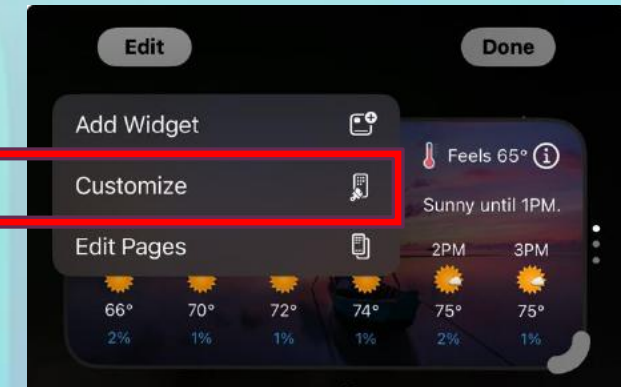 Edit Done
Add Widget
Feels 65° i
Customize
Sunny until 1PM.
Edit Pages
2PM 3PM
66° 70° 72° 74° 75° 75°
2% 1% 1% 1% 2% 1%